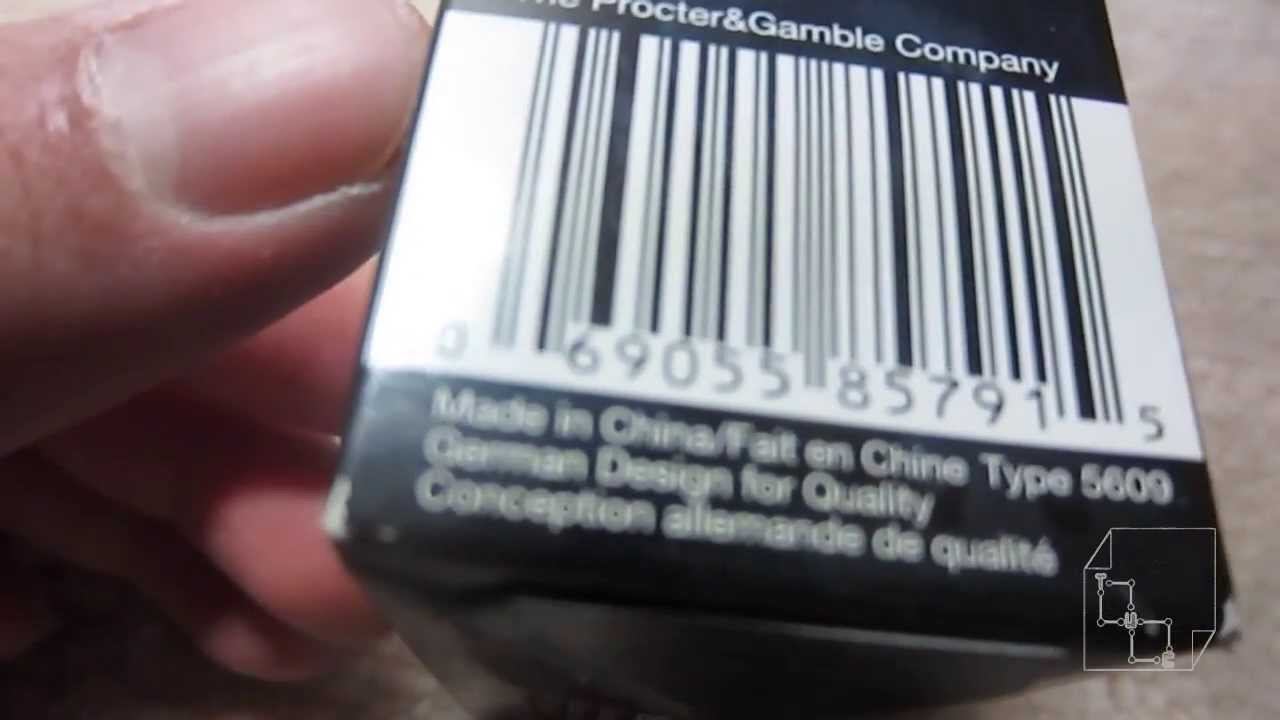 The Procter&Gamble Company
0 69055 85791 5
Made in China/Fait en Chine Type 5609
German Design for Quality
Conception allemande de qualité